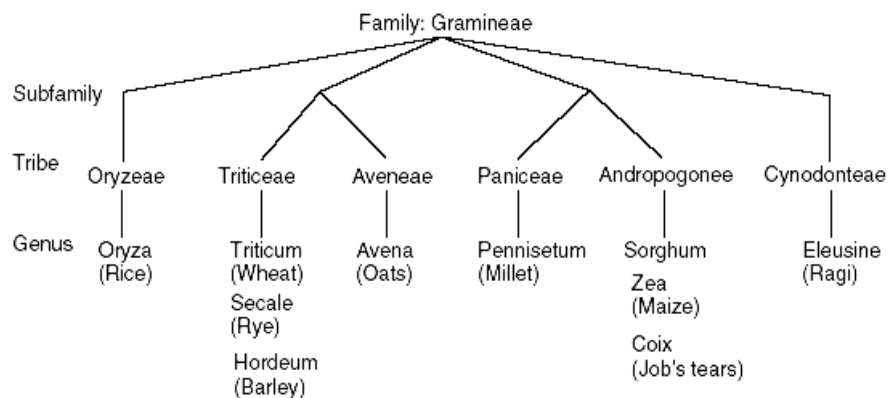 Family: Gramineae
Subfamily
Tribe
Oryzeae
Triticeae
Aveneae
Paniceae
Andropogonee
Cynodonteae
Genus
Oryza
(Rice)
Triticum
(Wheat)
Secale
(Rye)
Hordeum
(Barley)
Avena
(Oats)
Pennisetum
(Millet)
Sorghum
Zea
(Maize)
Coix
(Job's tears)
Eleusine
(Ragi)